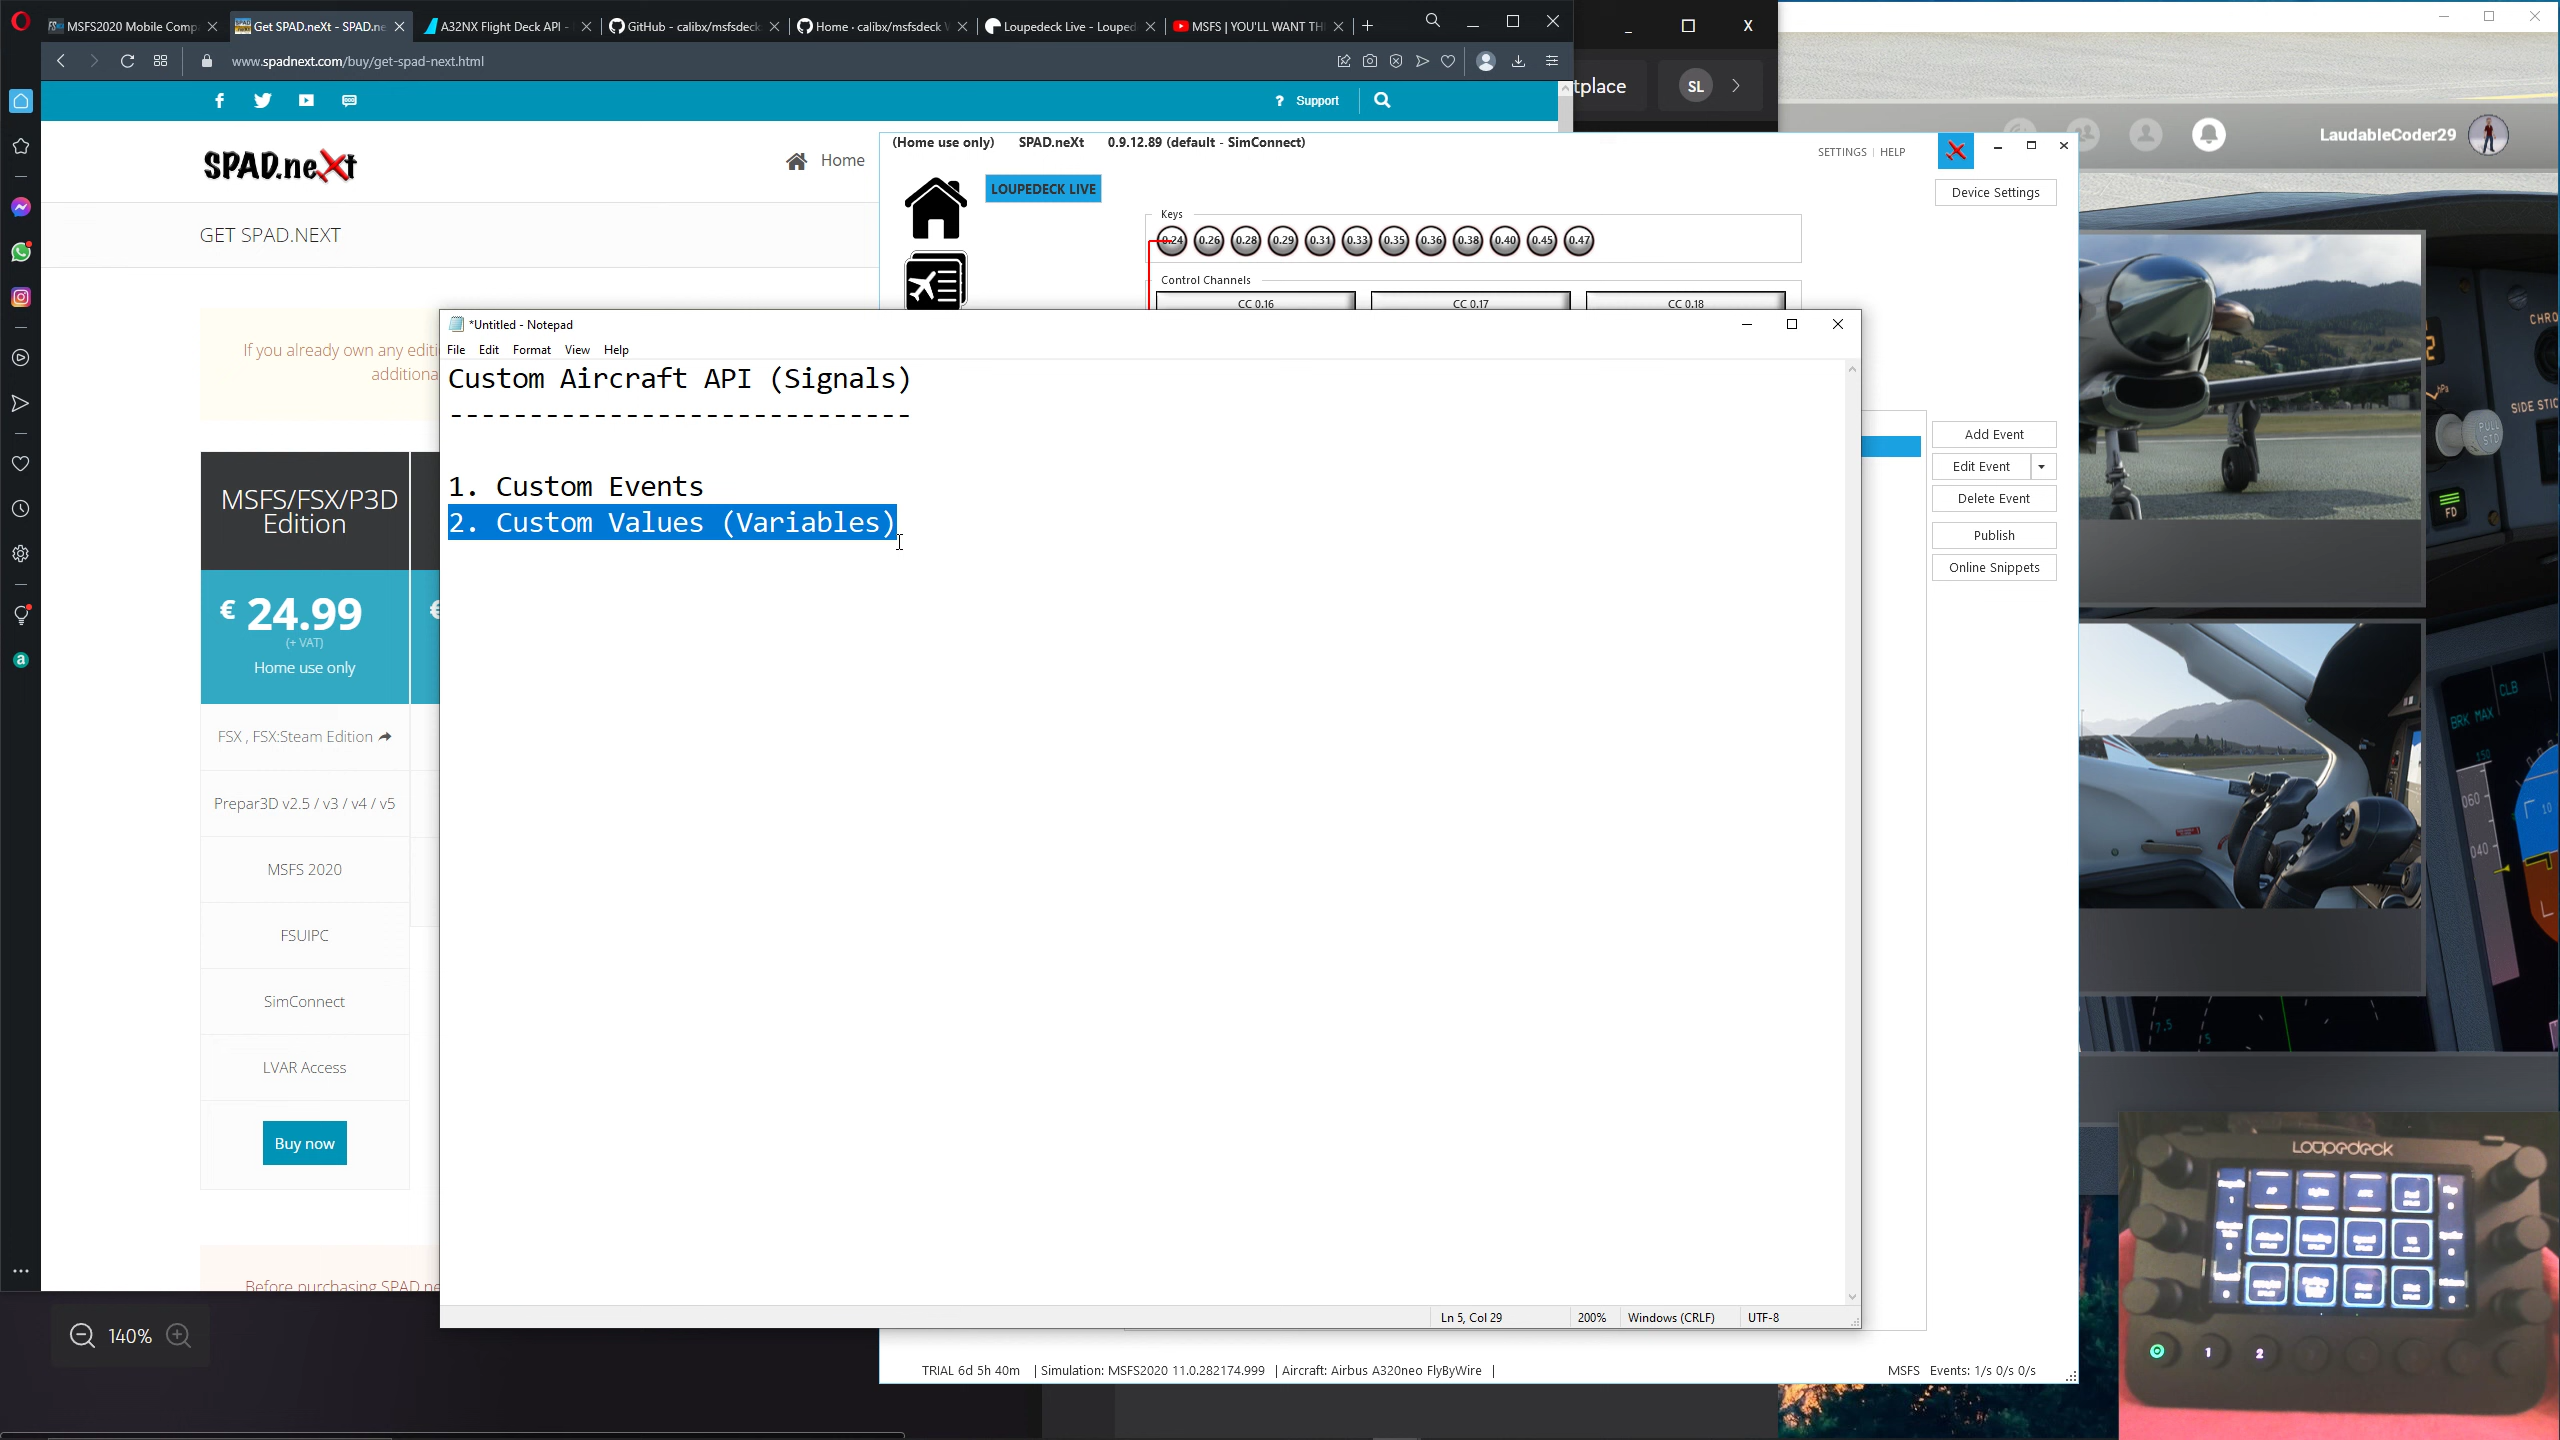 MSFS2020 Mobile Comp
Get SPAD.neXt - SPAD.ne
A32NX Flight Deck API -
GitHub - calibx/msfsdeck
Home · calibx/msfsdeck
Loupedeck Live - Louped
MSFS | YOU'LL WANT TH
www.spadnext.com/buy/get-spad-next.html
tplace
SL
? Support
LaudableCoder29
SPAD.neXt
Home
GET SPAD.NEXT
(Home use only) SPAD.neXt 0.9.12.89 (default - SimConnect)
SETTINGS | HELP
LOUPEDECK LIVE
Device Settings
Keys
0.24 0.26 0.28 0.29 0.31 0.33 0.35 0.36 0.38 0.40 0.45 0.47
Control Channels
CC 0.16 CC 0.17 CC 0.18
*Untitled - Notepad
File Edit Format View Help
Custom Aircraft API (Signals)
-----------------------------
1. Custom Events
2. Custom Values (Variables)
Ln 5, Col 29 200% Windows (CRLF) UTF-8
If you already own any editi
additiona
MSFS/FSX/P3D
Edition
€ 24.99
(+ VAT)
Home use only
€
FSX , FSX:Steam Edition
Prepar3D v2.5 / v3 / v4 / v5
MSFS 2020
FSUIPC
SimConnect
LVAR Access
Buy now
Before purchasing SPAD.ne
140%
Add Event
Edit Event
Delete Event
Publish
Online Snippets
TRIAL 6d 5h 40m | Simulation: MSFS2020 11.0.282174.999 | Aircraft: Airbus A320neo FlyByWire |
MSFS Events: 1/s 0/s 0/s
CHRO
hPa
SIDE STIC
PULL
STD
FD
CLB
BRK MAX
150
060
10
040
7.5
Loupedeck
1 2